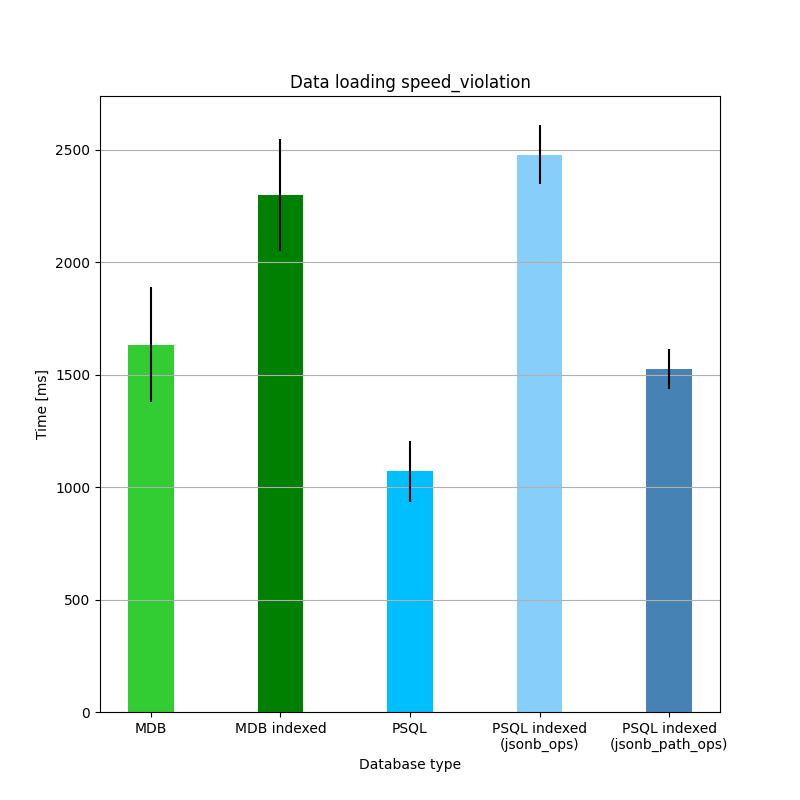 Data loading speed_violation
Time [ms]
2500
2000
1500
1000
500
0
MDB
MDB indexed
PSQL
PSQL indexed
(jsonb_ops)
PSQL indexed
(jsonb_path_ops)
Database type